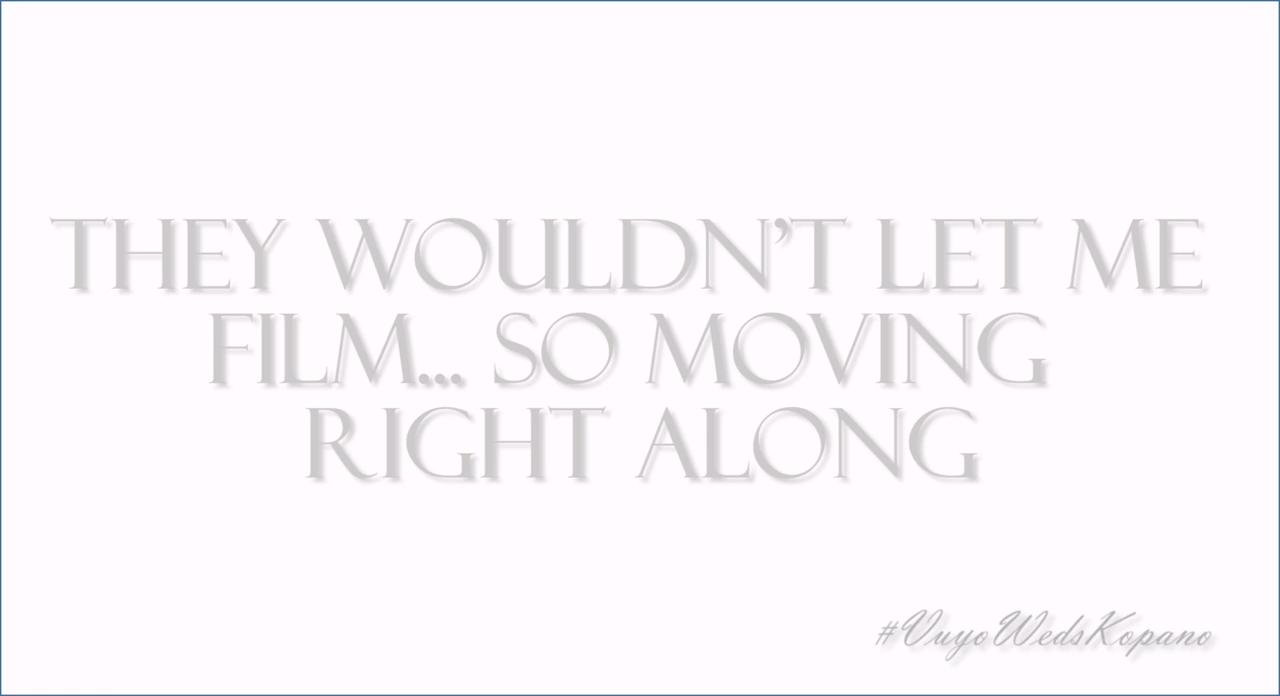 THEY WOULDN’T LET ME
FILM... SO MOVING
RIGHT ALONG
#VuyoWedsKopano